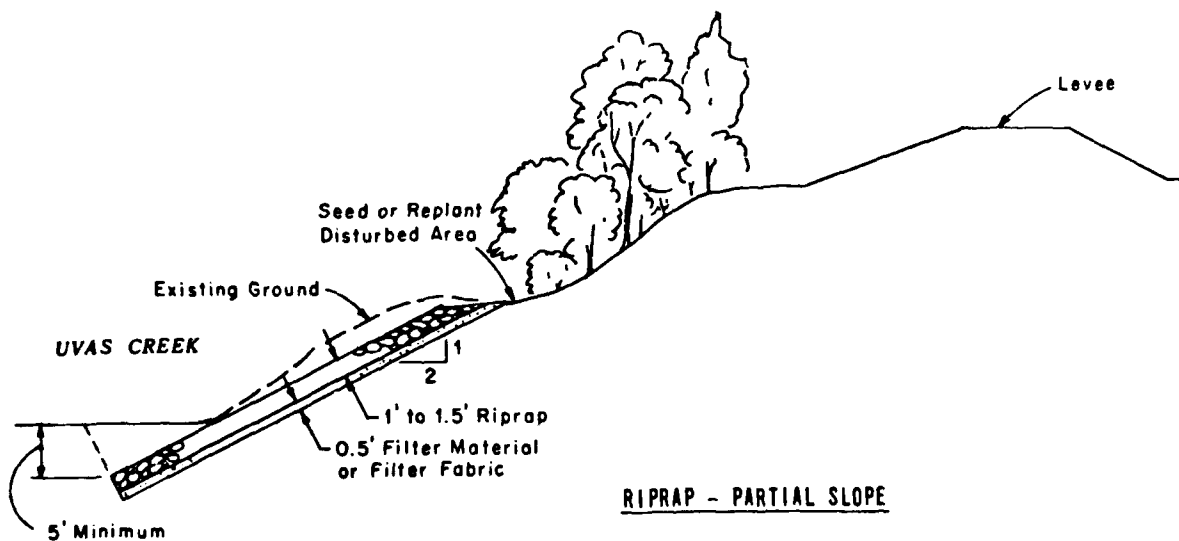 Levee
Seed or Replant
Disturbed Area
Existing Ground
UVAS CREEK
1
2
1' to 1.5' Riprap
0.5' Filter Material
or Filter Fabric
RIPRAP - PARTIAL SLOPE
5' Minimum